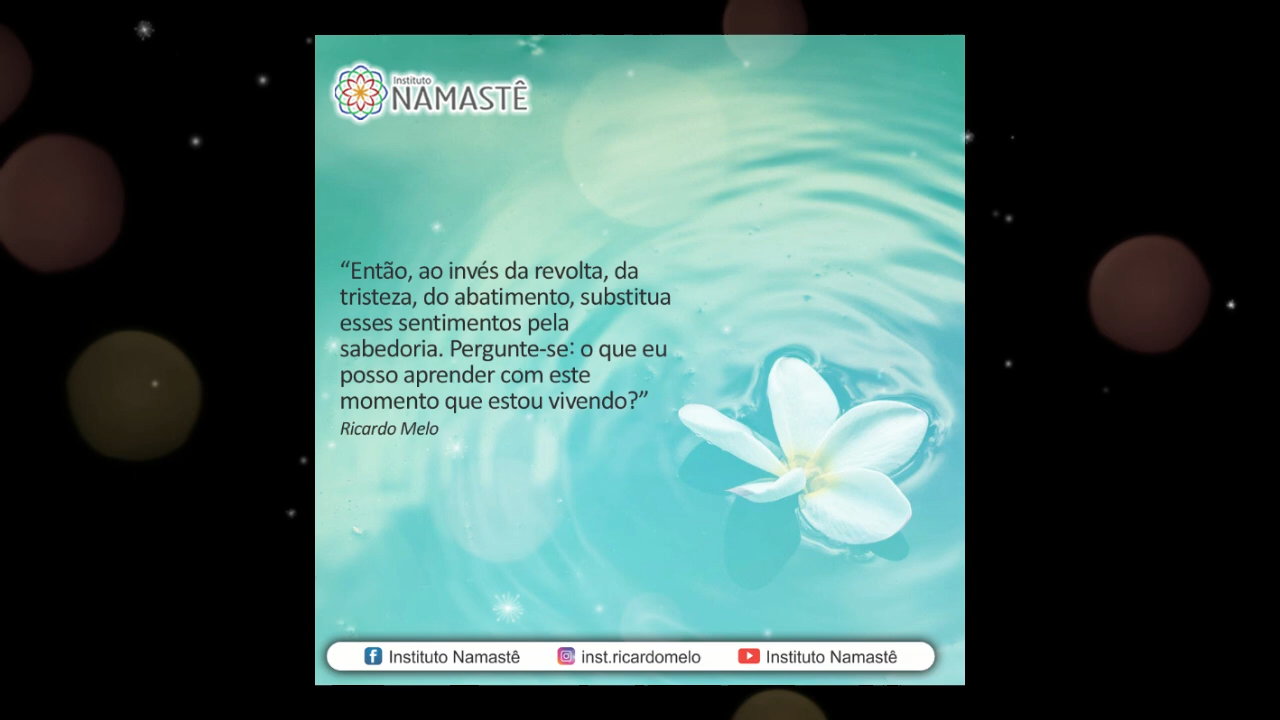 Instituto
NAMASTÊ
“Então, ao invés da revolta, da
tristeza, do abatimento, substitua
esses sentimentos pela
sabedoria. Pergunte-se: o que eu
posso aprender com este
momento que estou vivendo?”
Ricardo Melo
Instituto Namastê inst.ricardomelo Instituto Namastê